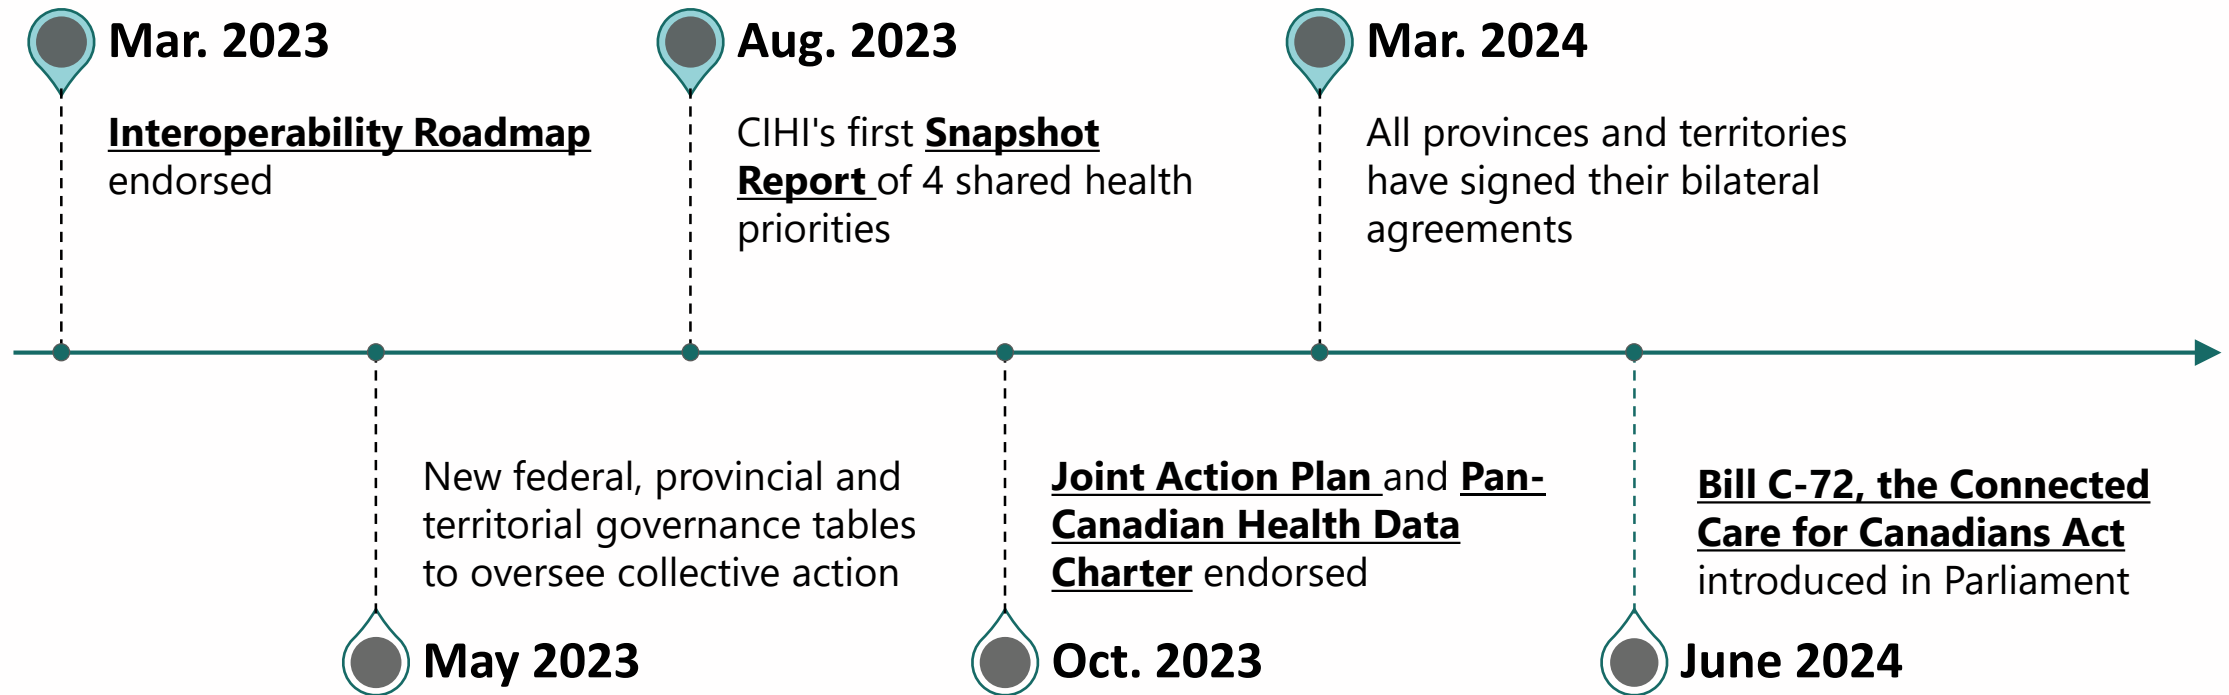 Mar. 2023
Interoperability Roadmap
endorsed
Aug. 2023
CIHI's first Snapshot
Report of 4 shared health
priorities
Mar. 2024
All provinces and territories
have signed their bilateral
agreements
New federal, provincial and
territorial governance tables
to oversee collective action
May 2023
Joint Action Plan and Pan-
Canadian Health Data
Charter endorsed
Oct. 2023
Bill C-72, the Connected
Care for Canadians Act
introduced in Parliament
June 2024